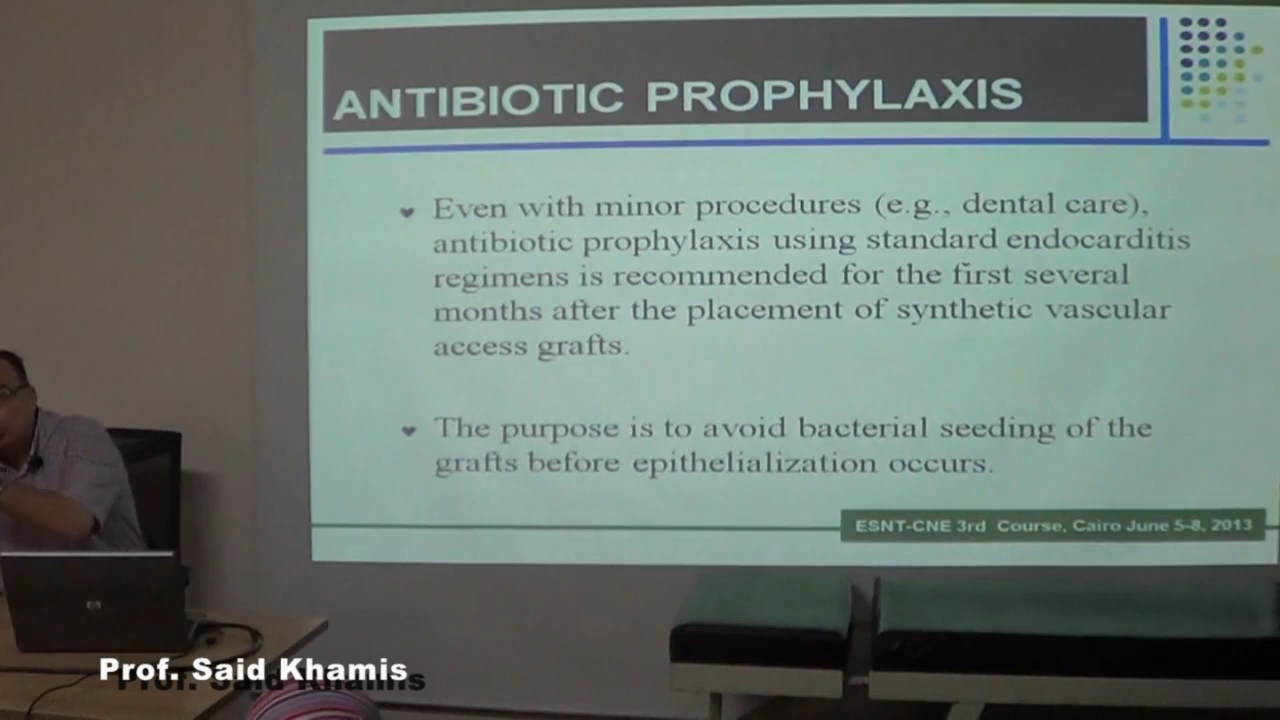 ANTIBIOTIC PROPHYLAXIS
Even with minor procedures (e.g., dental care),
antibiotic prophylaxis using standard endocarditis
regimens is recommended for the first several
months after the placement of synthetic vascular
access grafts.
The purpose is to avoid bacterial seeding of the
grafts before epithelialization occurs.
ESNT-CNE 3rd Course, Cairo June 5-8, 2013
hp
Prof. Said Khamis